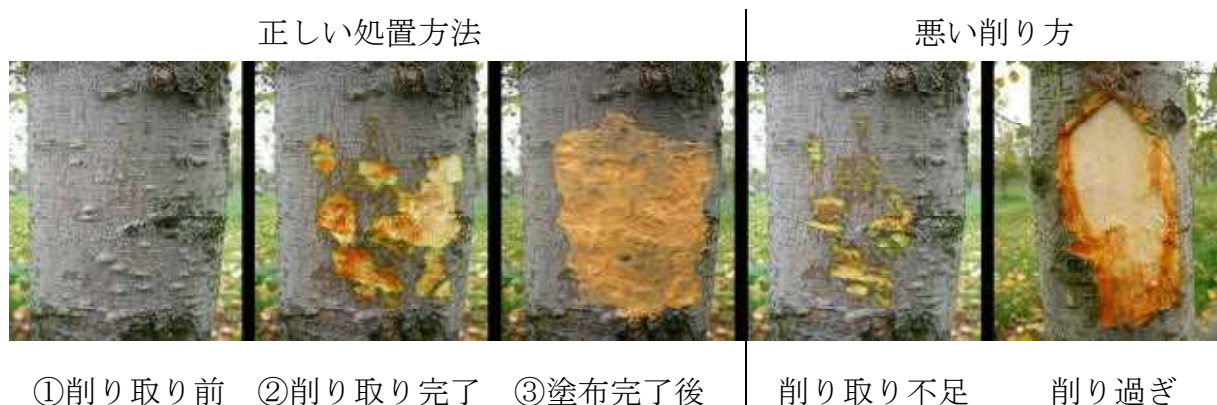 正しい処置方法
悪い削り方
①削り取り前
②削り取り完了
③塗布完了後
削り取り不足
削り過ぎ